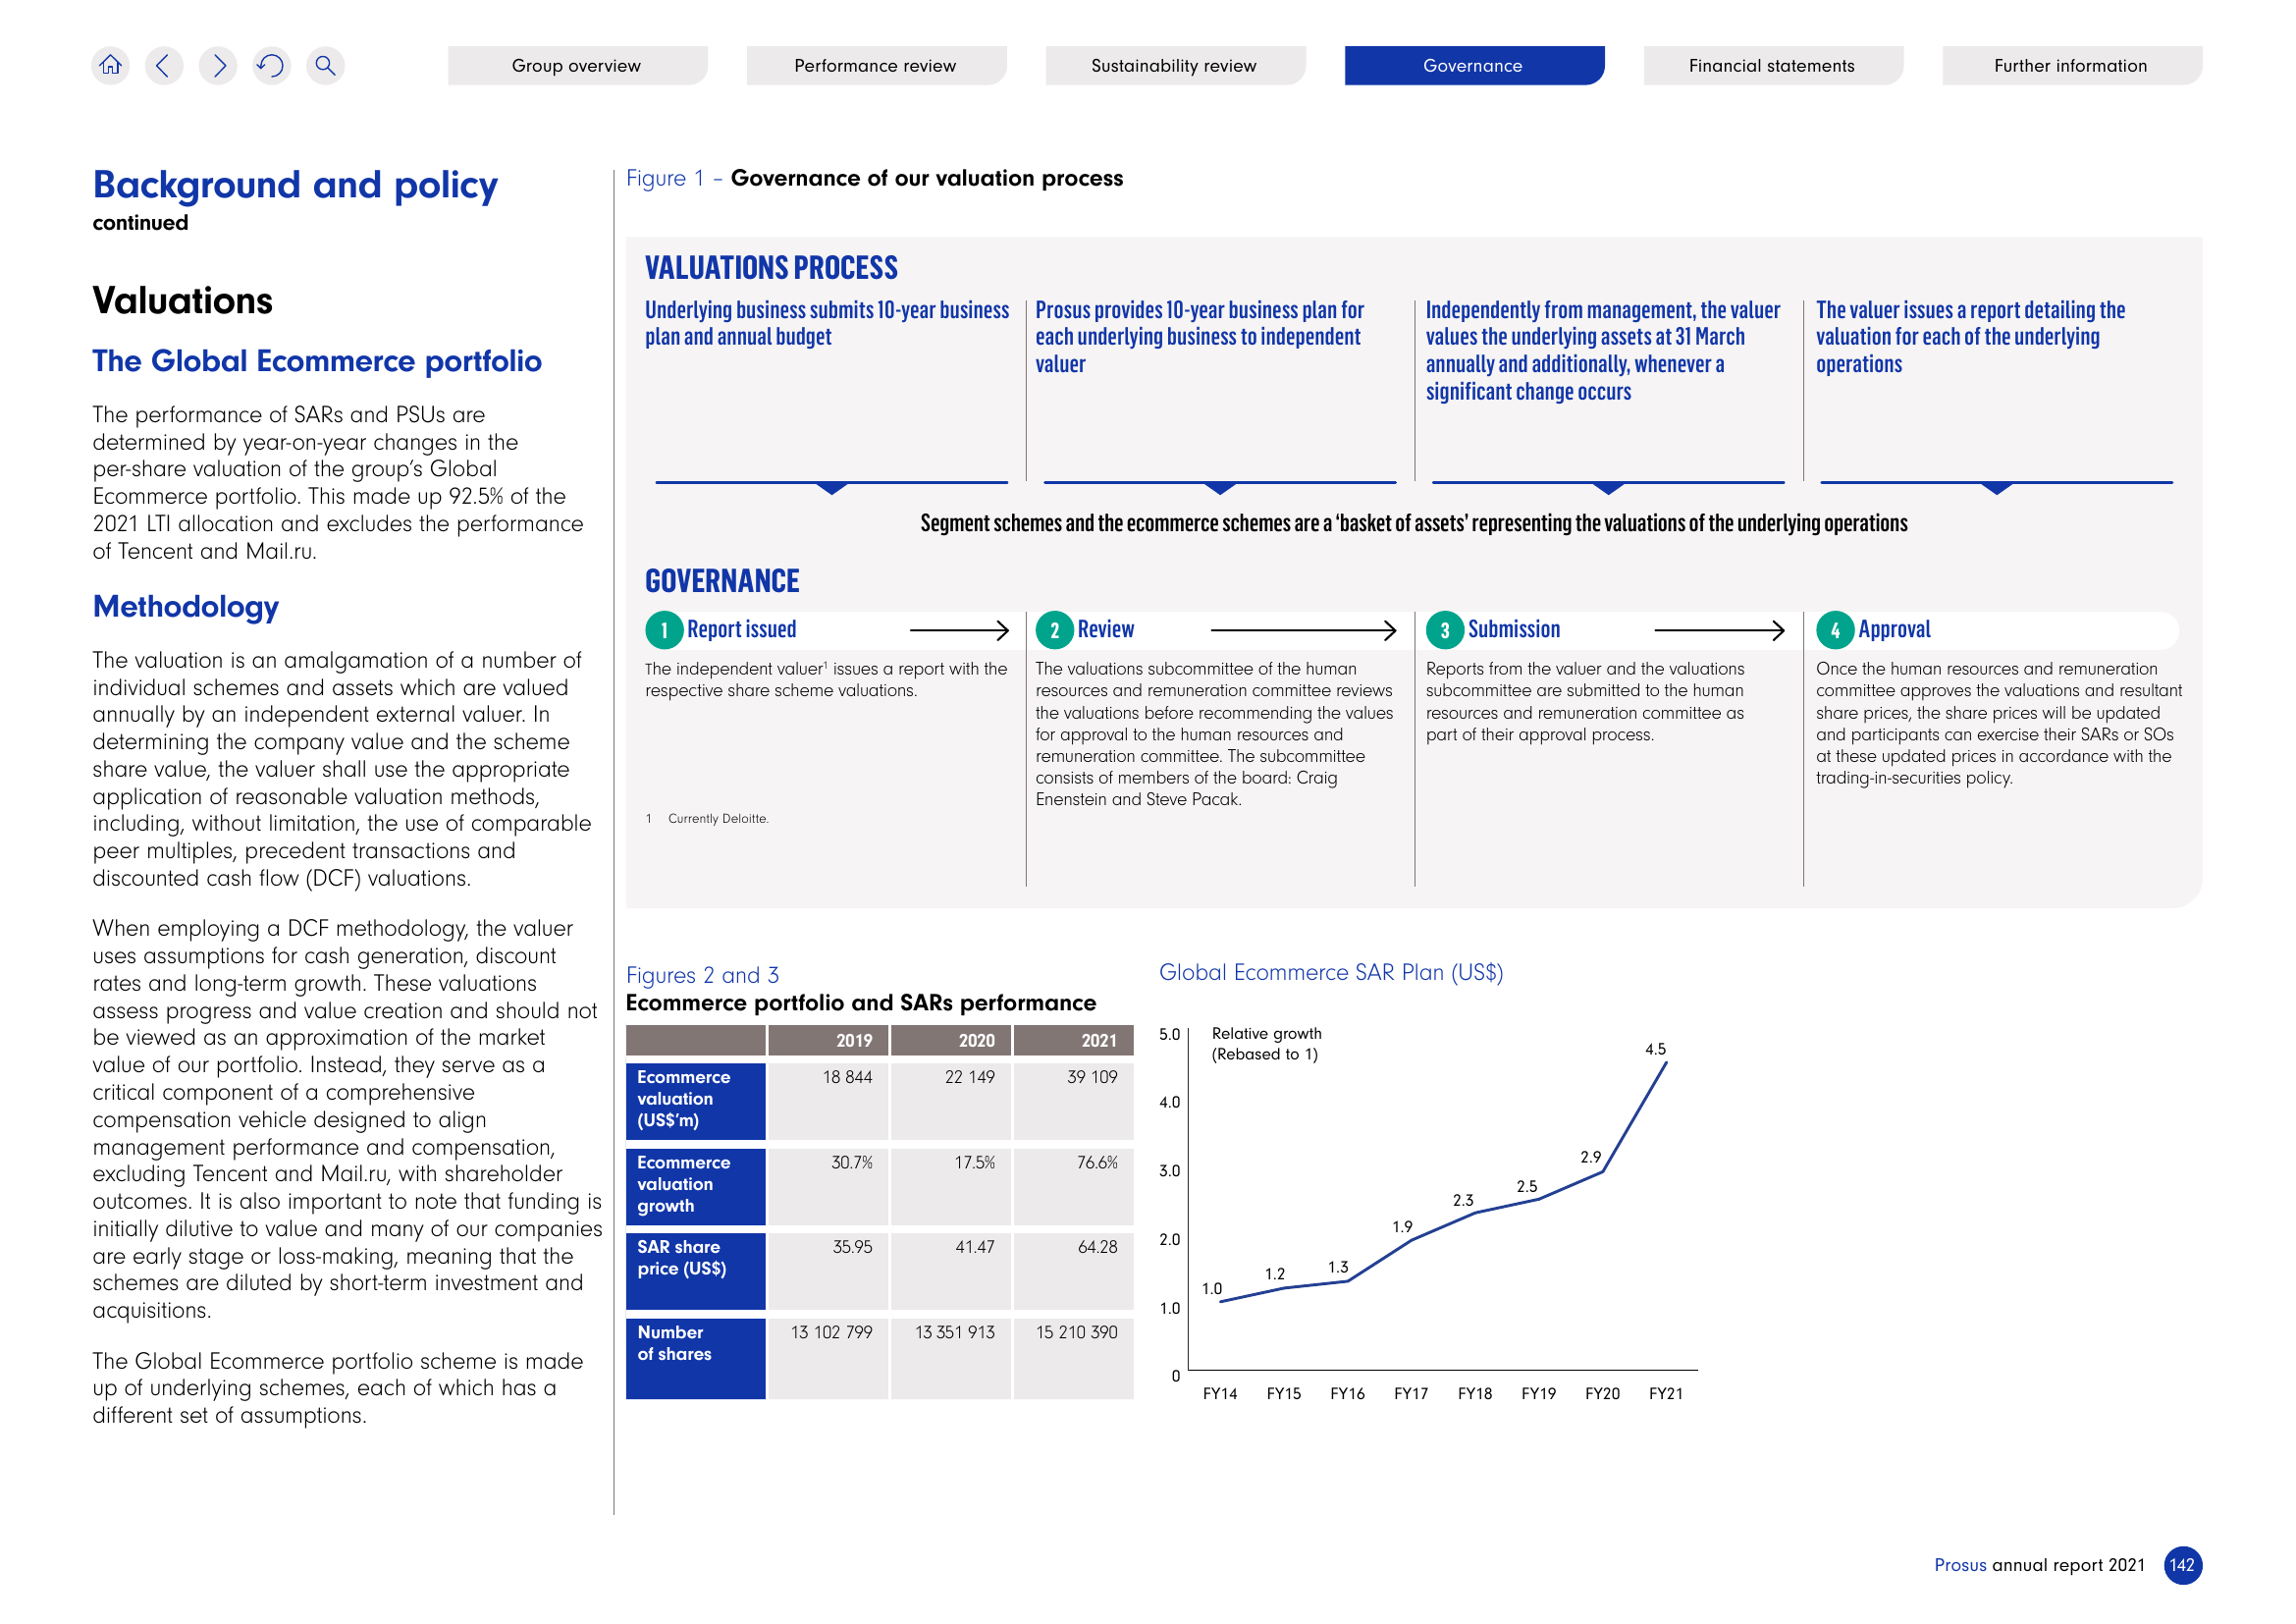 Group overview
Performance review
Sustainability review
Governance
Financial statements
Further information
Background and policy
continued
Valuations
The Global Ecommerce portfolio
The performance of SARs and PSUs are
determined by year-on-year changes in the
per-share valuation of the group’s Global
Ecommerce portfolio. This made up 92.5% of the
2021 LTI allocation and excludes the performance
of Tencent and Mail.ru.
Methodology
The valuation is an amalgamation of a number of
individual schemes and assets which are valued
annually by an independent external valuer. In
determining the company value and the scheme
share value, the valuer shall use the appropriate
application of reasonable valuation methods,
including, without limitation, the use of comparable
peer multiples, precedent transactions and
discounted cash flow (DCF) valuations.
When employing a DCF methodology, the valuer
uses assumptions for cash generation, discount
rates and long-term growth. These valuations
assess progress and value creation and should not
be viewed as an approximation of the market
value of our portfolio. Instead, they serve as a
critical component of a comprehensive
compensation vehicle designed to align
management performance and compensation,
excluding Tencent and Mail.ru, with shareholder
outcomes. It is also important to note that funding is
initially dilutive to value and many of our companies
are early stage or loss-making, meaning that the
schemes are diluted by short-term investment and
acquisitions.
The Global Ecommerce portfolio scheme is made
up of underlying schemes, each of which has a
different set of assumptions.
Figure 1 – Governance of our valuation process
VALUATIONS PROCESS
Underlying business submits 10-year business
plan and annual budget
Prosus provides 10-year business plan for
each underlying business to independent
valuer
Independently from management, the valuer
values the underlying assets at 31 March
annually and additionally, whenever a
significant change occurs
The valuer issues a report detailing the
valuation for each of the underlying
operations
Segment schemes and the ecommerce schemes are a ‘basket of assets’ representing the valuations of the underlying operations
GOVERNANCE
1 Report issued
The independent valuer1 issues a report with the
respective share scheme valuations.
1 Currently Deloitte.
2 Review
The valuations subcommittee of the human
resources and remuneration committee reviews
the valuations before recommending the values
for approval to the human resources and
remuneration committee. The subcommittee
consists of members of the board: Craig
Enenstein and Steve Pacak.
3 Submission
Reports from the valuer and the valuations
subcommittee are submitted to the human
resources and remuneration committee as
part of their approval process.
4 Approval
Once the human resources and remuneration
committee approves the valuations and resultant
share prices, the share prices will be updated
and participants can exercise their SARs or SOs
at these updated prices in accordance with the
trading-in-securities policy.
Figures 2 and 3
Ecommerce portfolio and SARs performance
2019 2020 2021
Ecommerce
valuation
(US$’m)
18 844 22 149 39 109
Ecommerce
valuation
growth
30.7% 17.5% 76.6%
SAR share
price (US$)
35.95 41.47 64.28
Number
of shares
13 102 799 13 351 913 15 210 390
Global Ecommerce SAR Plan (US$)
Relative growth
(Rebased to 1)
5.0
4.0
3.0
2.0
1.0
0
1.0
1.2
1.3
1.9
2.3
2.5
2.9
4.5
FY14 FY15 FY16 FY17 FY18 FY19 FY20 FY21
Prosus annual report 2021 142